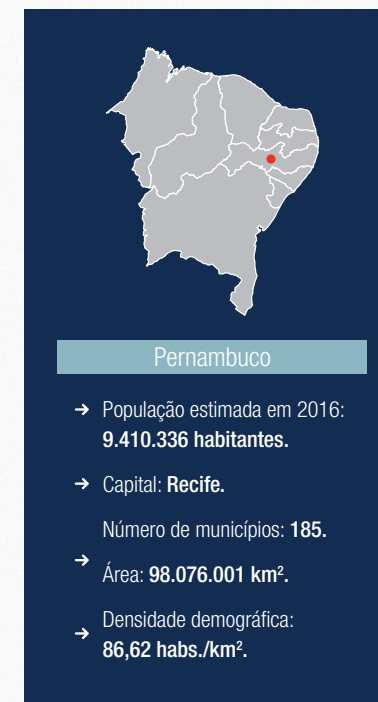 Pernambuco
→ População estimada em 2016:
9.410.336 habitantes.
→ Capital: Recife.
Número de municípios: 185.
→ Área: 98.076.001 km².
→ Densidade demográfica:
86,62 habs./km².